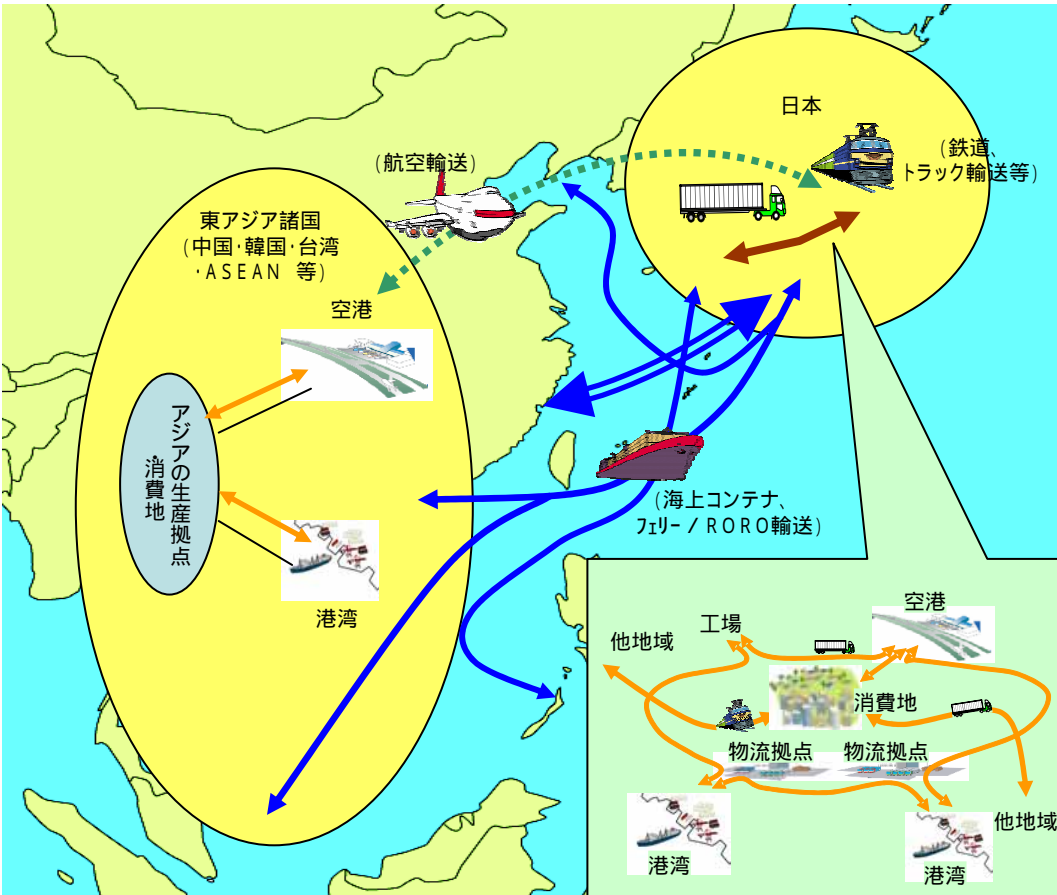 日本
(鉄道、
トラック輸送等)
(航空輸送)
東アジア諸国
(中国・韓国・台湾
・ASEAN 等)
空港
アジアの生産拠点
消費地
港湾
(海上コンテナ、
フェリー/RORO輸送)
空港
工場
他地域
消費地
物流拠点
物流拠点
他地域
港湾
港湾